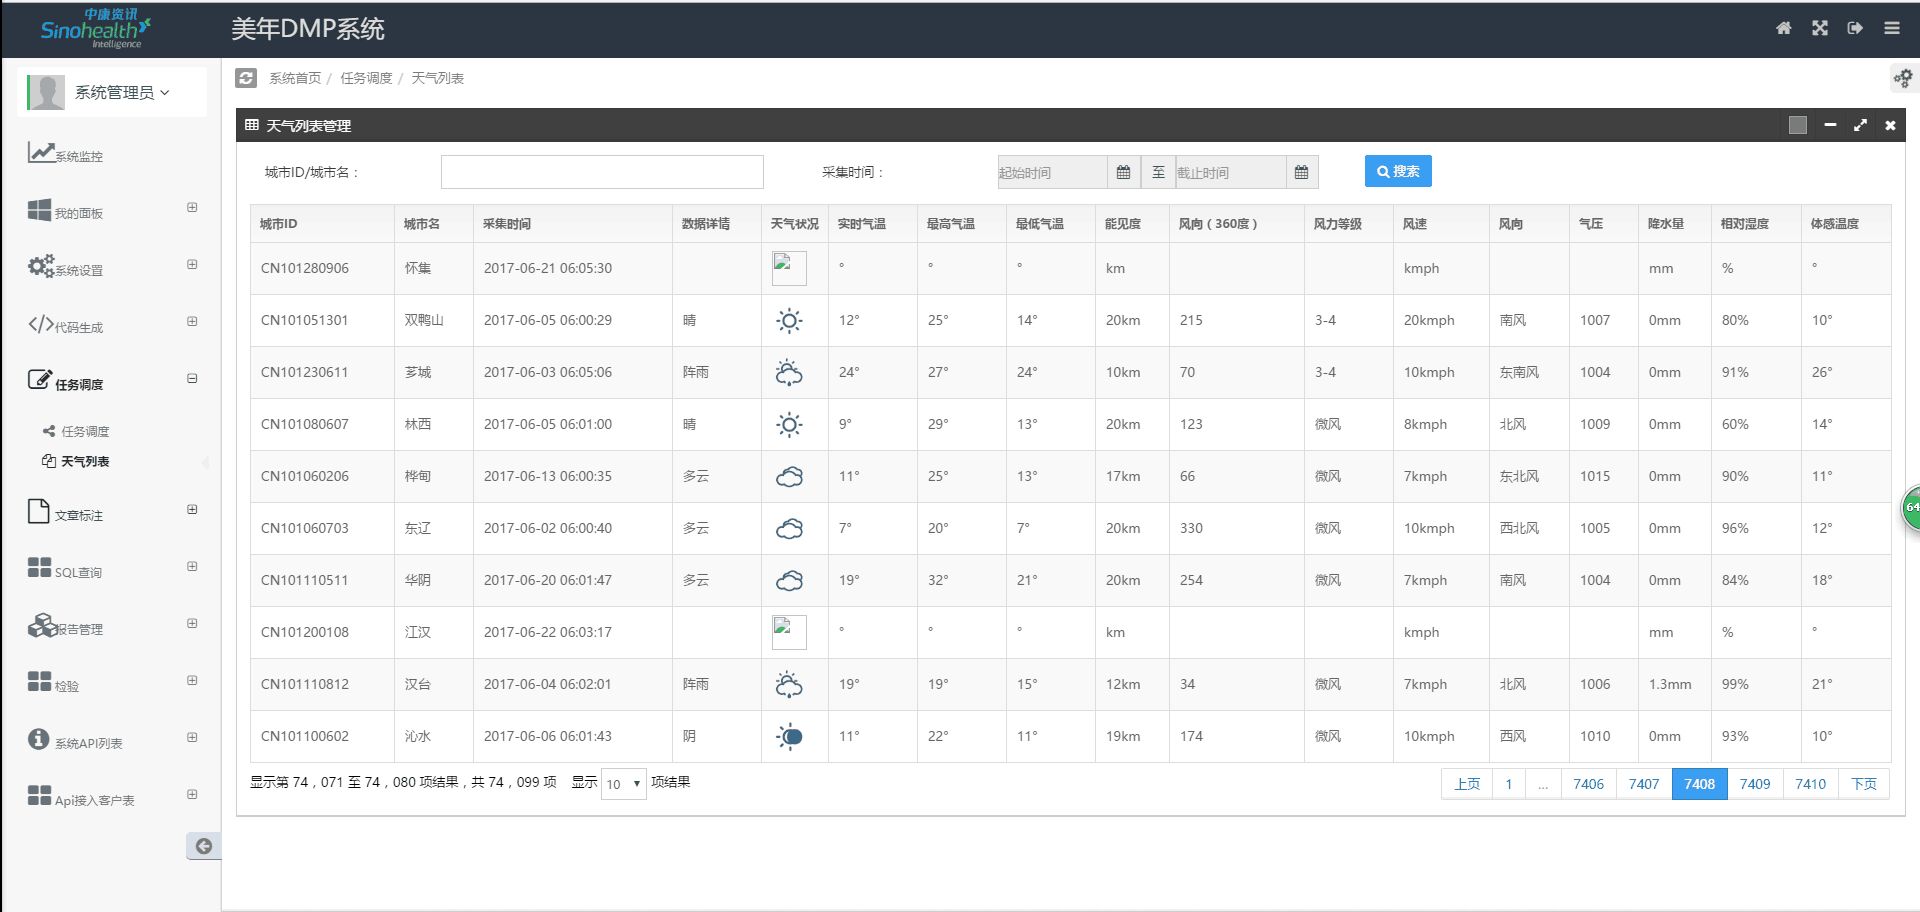 中康资讯
Sinohealth
Intelligence
美年DMP系统
系统管理员
系统首页 / 任务调度 / 天气列表
系统监控
我的面板
系统设置
代码生成
任务调度
任务调度
天气列表
文章标注
SQL查询
报告管理
检验
系统API列表
Api接入客户表
天气列表管理
城市ID/城市名： 采集时间： 起始时间 至 截止时间 搜索
城市ID 城市名 采集时间 数据详情 天气状况 实时气温 最高气温 最低气温 能见度 风向（360度） 风力等级 风速 风向 气压 降水量 相对湿度 体感温度
CN101280906 怀集 2017-06-21 06:05:30 ° ° ° km kmph mm % °
CN101051301 双鸭山 2017-06-05 06:00:29 晴 12° 25° 14° 20km 215 3-4 20kmph 南风 1007 0mm 80% 10°
CN101230611 芗城 2017-06-03 06:05:06 阵雨 24° 27° 24° 10km 70 3-4 10kmph 东南风 1004 0mm 91% 26°
CN101080607 林西 2017-06-05 06:01:00 晴 9° 29° 13° 20km 123 微风 8kmph 北风 1009 0mm 60% 14°
CN101060206 桦甸 2017-06-13 06:00:35 多云 11° 25° 13° 17km 66 微风 7kmph 东北风 1015 0mm 90% 11°
CN101060703 东辽 2017-06-02 06:00:40 多云 7° 20° 7° 20km 330 微风 10kmph 西北风 1005 0mm 96% 12°
CN101110511 华阴 2017-06-20 06:01:47 多云 19° 32° 21° 20km 254 微风 7kmph 南风 1004 0mm 84% 18°
CN101200108 江汉 2017-06-22 06:03:17 ° ° ° km kmph mm % °
CN101110812 汉台 2017-06-04 06:02:01 阵雨 19° 19° 15° 12km 34 微风 7kmph 北风 1006 1.3mm 99% 21°
CN101100602 沁水 2017-06-06 06:01:43 阴 11° 22° 11° 19km 174 微风 10kmph 西风 1010 0mm 93% 10°
显示第 74，071 至 74，080 项结果，共 74，099 项 显示 10 项结果
上页 1 ... 7406 7407 7408 7409 7410 下页
64